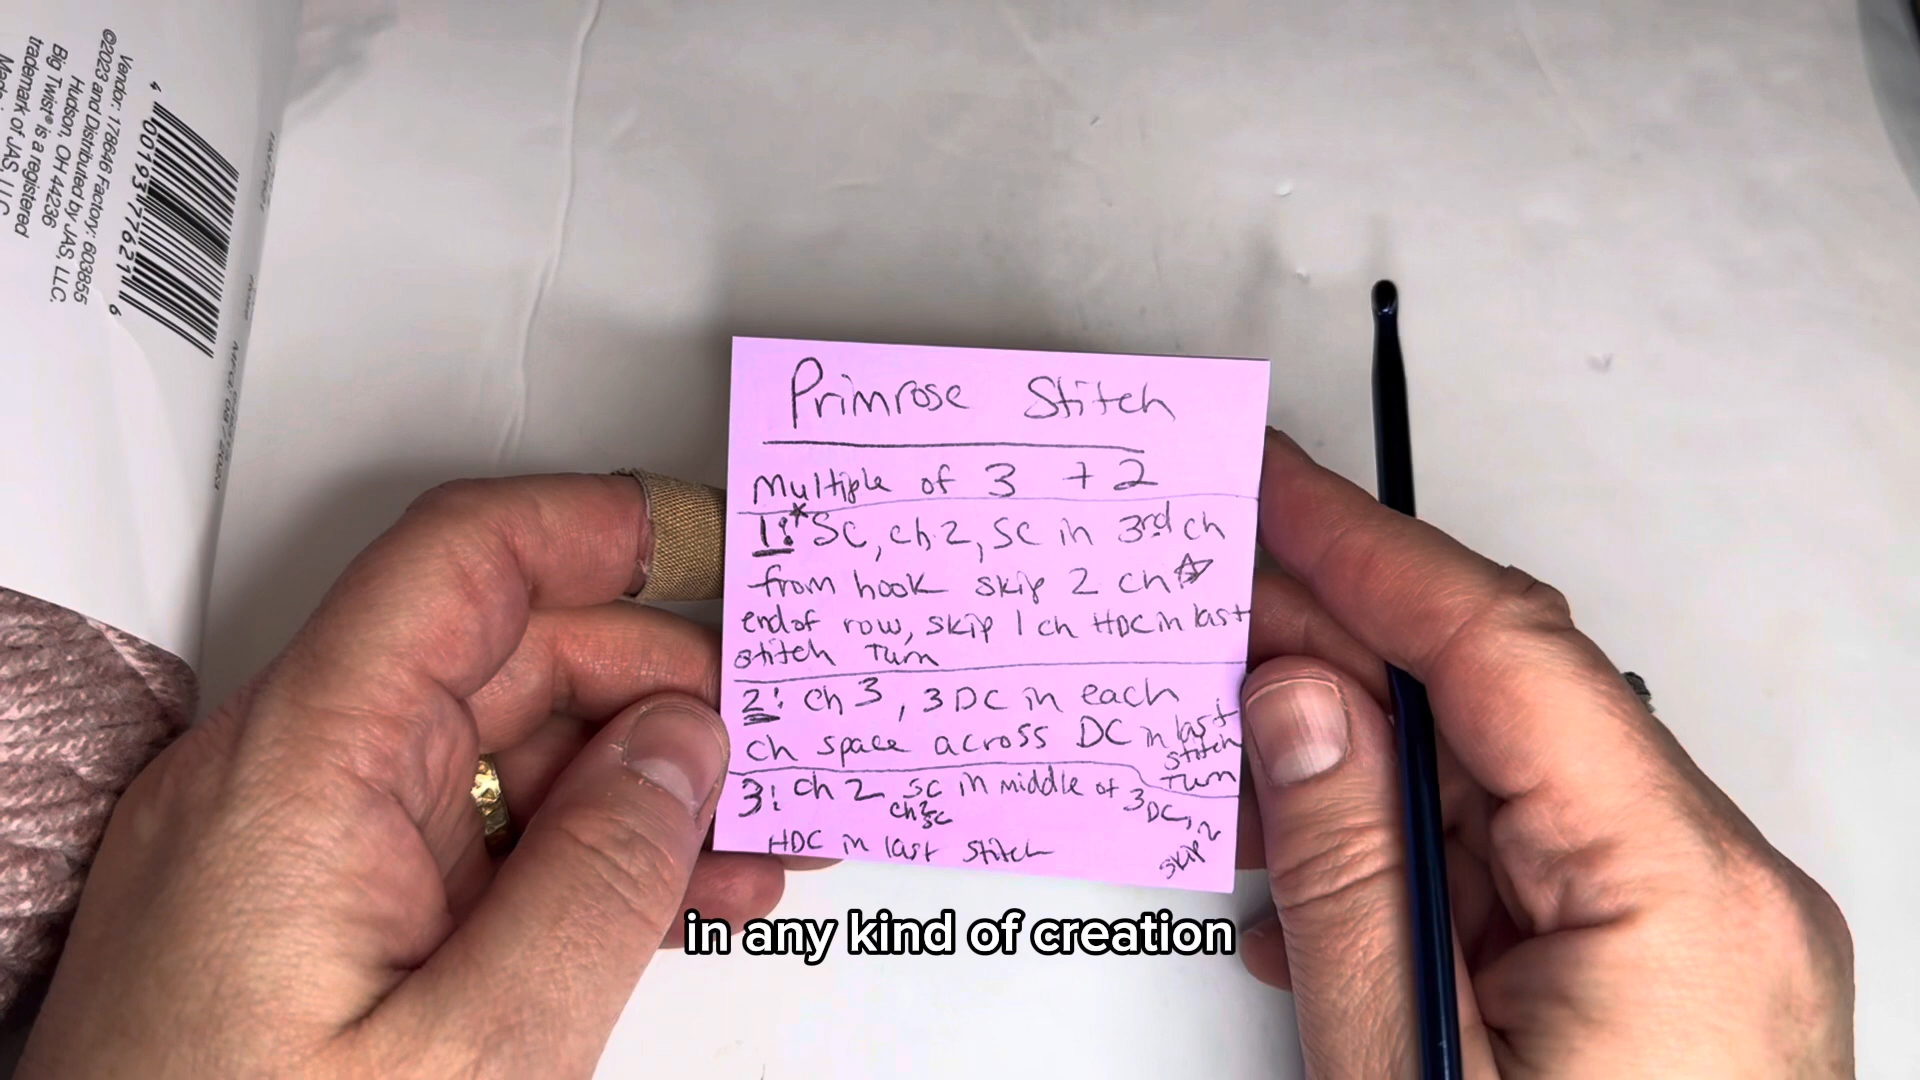 Vendor: 178646 Factory: 603855
©2023 and Distributed by JAS, LLC.
Hudson, OH 44236
Big Twist® is a registered
trademark of JAS, LLC
4 00193 77621 6
Primrose Stitch
Multiple of 3 + 2
1:* SC, ch 2, SC in 3rd ch
from hook skip 2 ch☆
end of row, skip 1 ch HDC in last
stitch Turn
2: ch 3, 3 DC in each
ch space across DC in last
stitch
Turn
3: ch 2 SC in middle of 3 DC, skip 2
ch 2
SC
HDC in last stitch
in any kind of creation